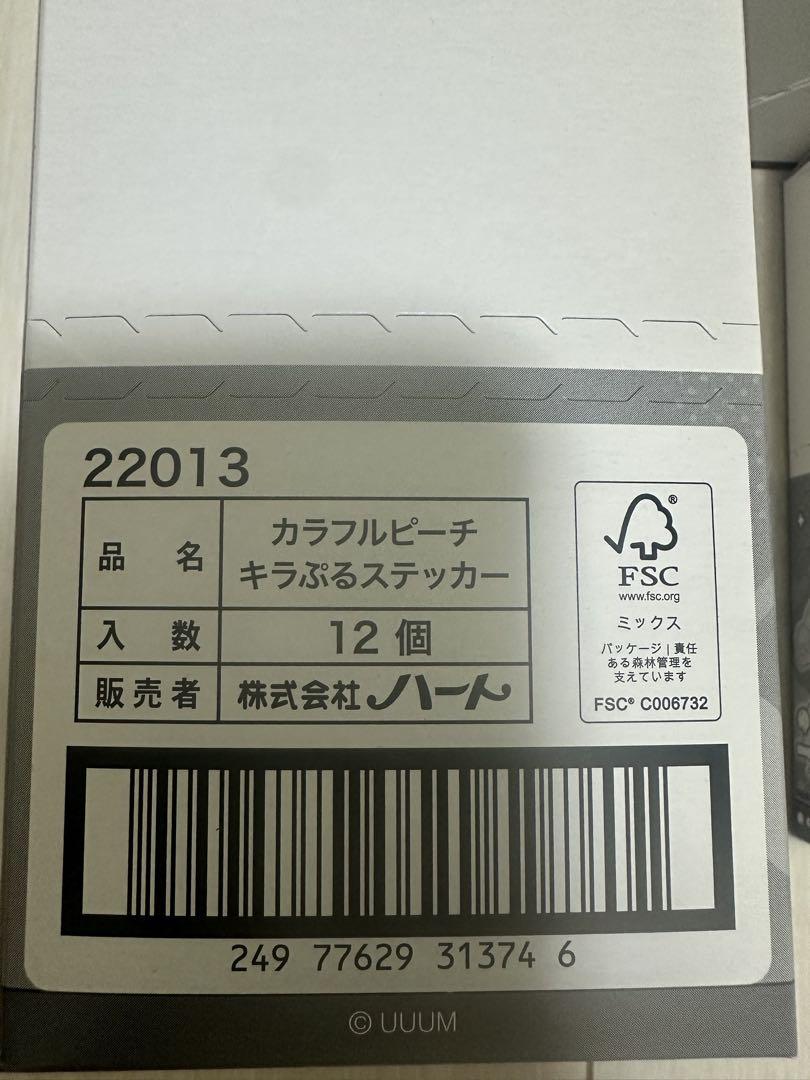 22013
品 名
カラフルピーチ
キラぷるステッカー
入 数
12 個
販売者
株式会社ハート
®
FSC
www.fsc.org
ミックス
パッケージ | 責任
ある森林管理を
支えています
FSC® C006732
249 77629 31374 6
© UUUM